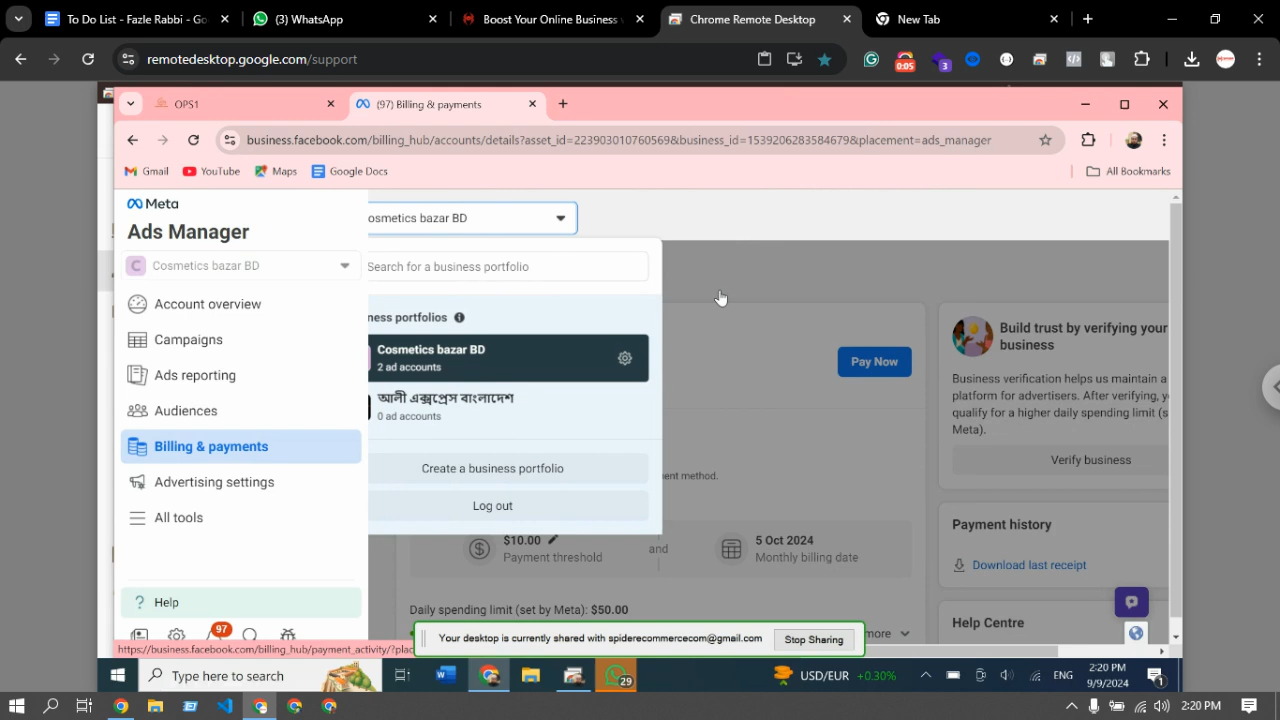 To Do List - Fazle Rabbi - Go
(3) WhatsApp
Boost Your Online Business
Chrome Remote Desktop
New Tab
remotedesktop.google.com/support
0:05
3
OPS1
(97) Billing & payments
business.facebook.com/billing_hub/accounts/details?asset_id=223903010760569&business_id=153920628358​4679&placement=ads_manager
Gmail
YouTube
Maps
Google Docs
All Bookmarks
Meta
Ads Manager
C
Cosmetics bazar BD
Account overview
Campaigns
Ads reporting
Audiences
Billing & payments
Advertising settings
All tools
Help
97
osmetics bazar BD
Search for a business portfolio
ness portfolios
Cosmetics bazar BD
2 ad accounts
আলী এক্সপ্রেস বাংলাদেশ
0 ad accounts
Create a business portfolio
Log out
Pay Now
ent method.
$10.00
Payment threshold
and
5 Oct 2024
Monthly billing date
Daily spending limit (set by Meta): $50.00
more
Build trust by verifying your
business
Business verification helps us maintain a
platform for advertisers. After verifying, yo
qualify for a higher daily spending limit (s
Meta).
Verify business
Payment history
Download last receipt
Help Centre
https://business.facebook.com/billing_hub/payment_activity/?plac
Your desktop is currently shared with spiderecommercecom@gmail.com
Stop Sharing
Type here to search
29
USD/EUR +0.30%
ENG
2:20 PM
9/9/2024
1
2:20 PM